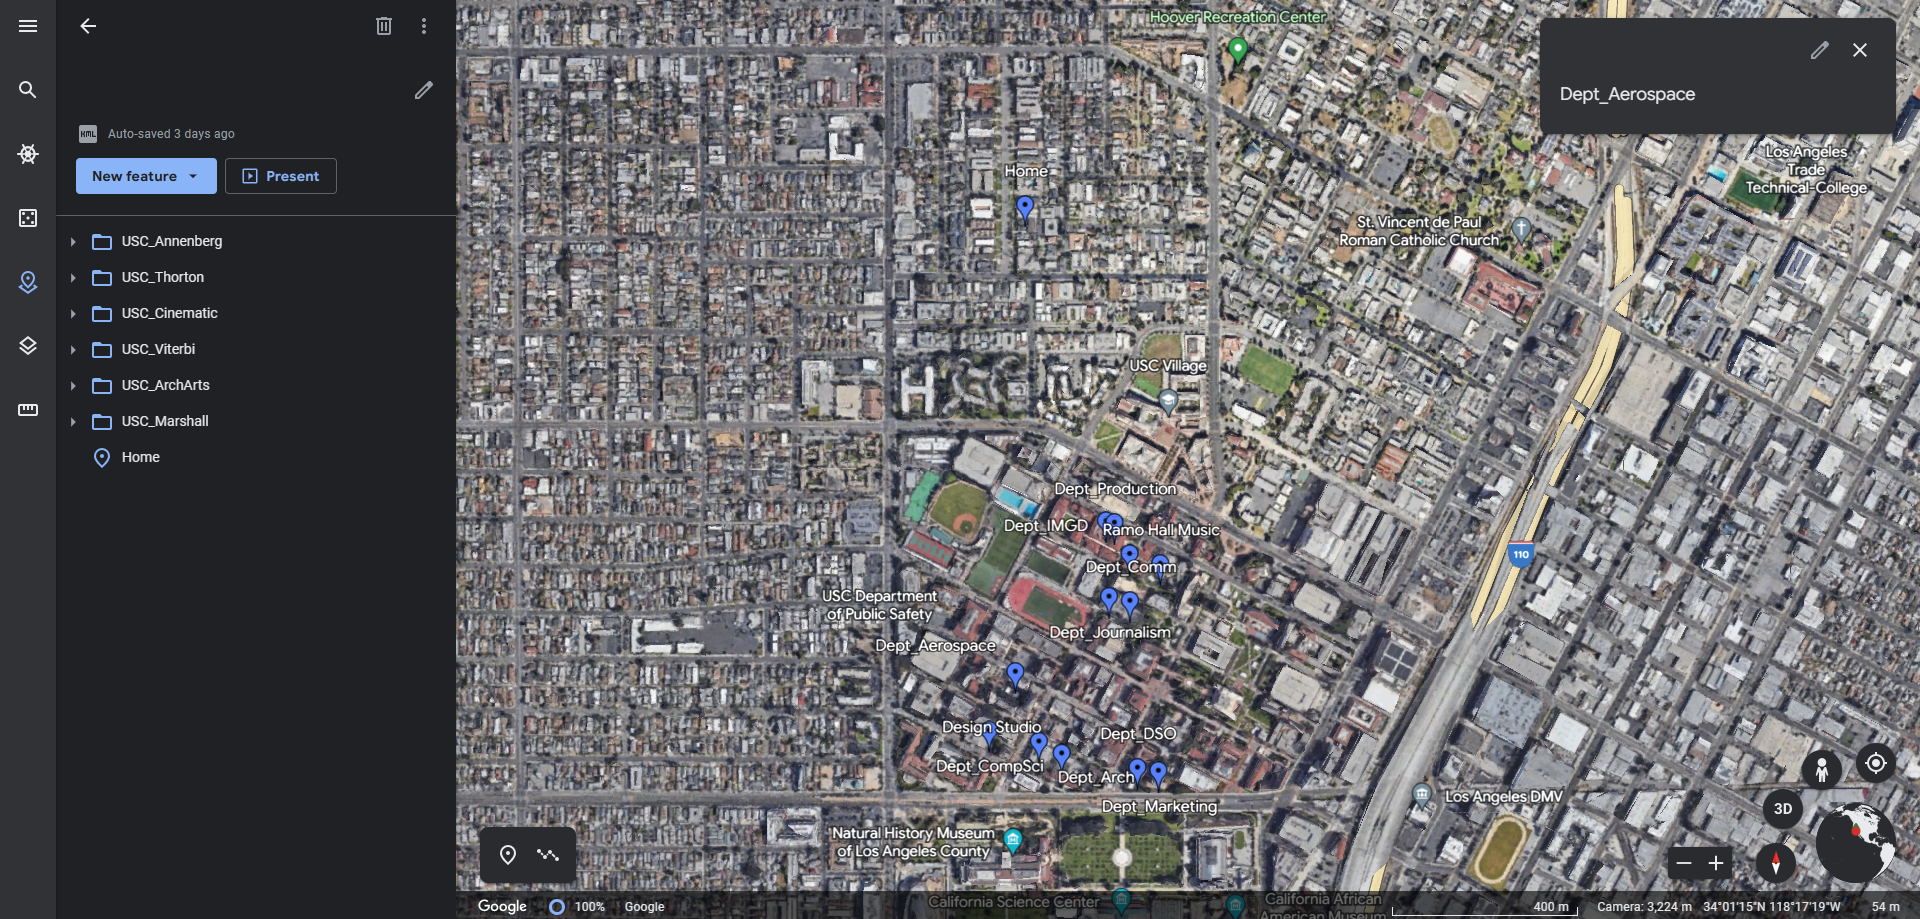 KML Auto-saved 3 days ago
New feature
Present
USC_Annenberg
USC_Thorton
USC_Cinematic
USC_Viterbi
USC_ArchArts
USC_Marshall
Home
Dept_Aerospace
Hoover Recreation Center
Home
Los Angeles
Trade
Technical-College
St. Vincent de Paul
Roman Catholic Church
USC Village
Dept_Production
Dept_IMGD
Ramo Hall Music
110
Dept_Comm
USC Department
of Public Safety
Dept_Journalism
Dept_Aerospace
Design Studio
Dept_DSO
Dept_CompSci
Dept_Arch
Dept_Marketing
Los Angeles DMV
3D
Natural History Museum
of Los Angeles County
California Science Center
California African
American Museum
Google
100%
Google
400 m
Camera: 3,224 m
34°01'15"N 118°17'19"W
54 m